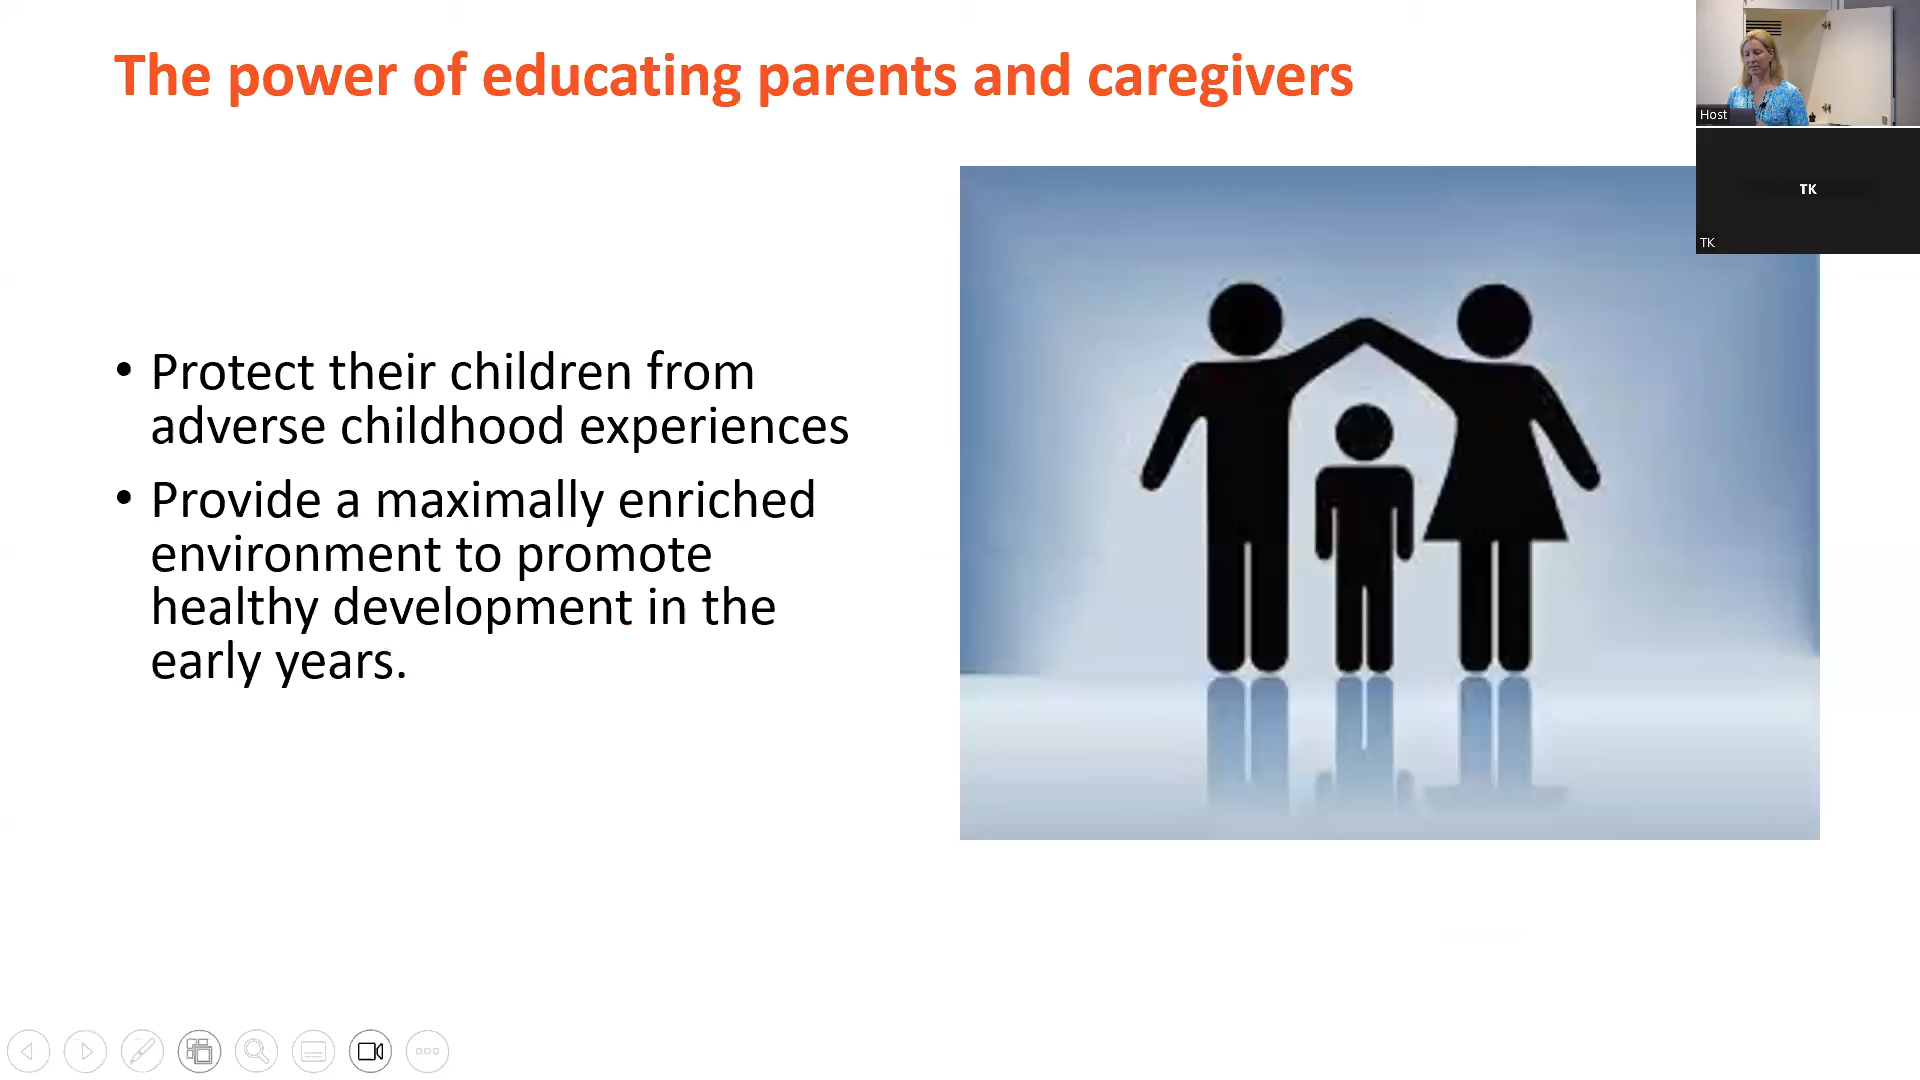 The power of educating parents and caregivers
Host
TK
TK
• Protect their children from
adverse childhood experiences
• Provide a maximally enriched
environment to promote
healthy development in the
early years.